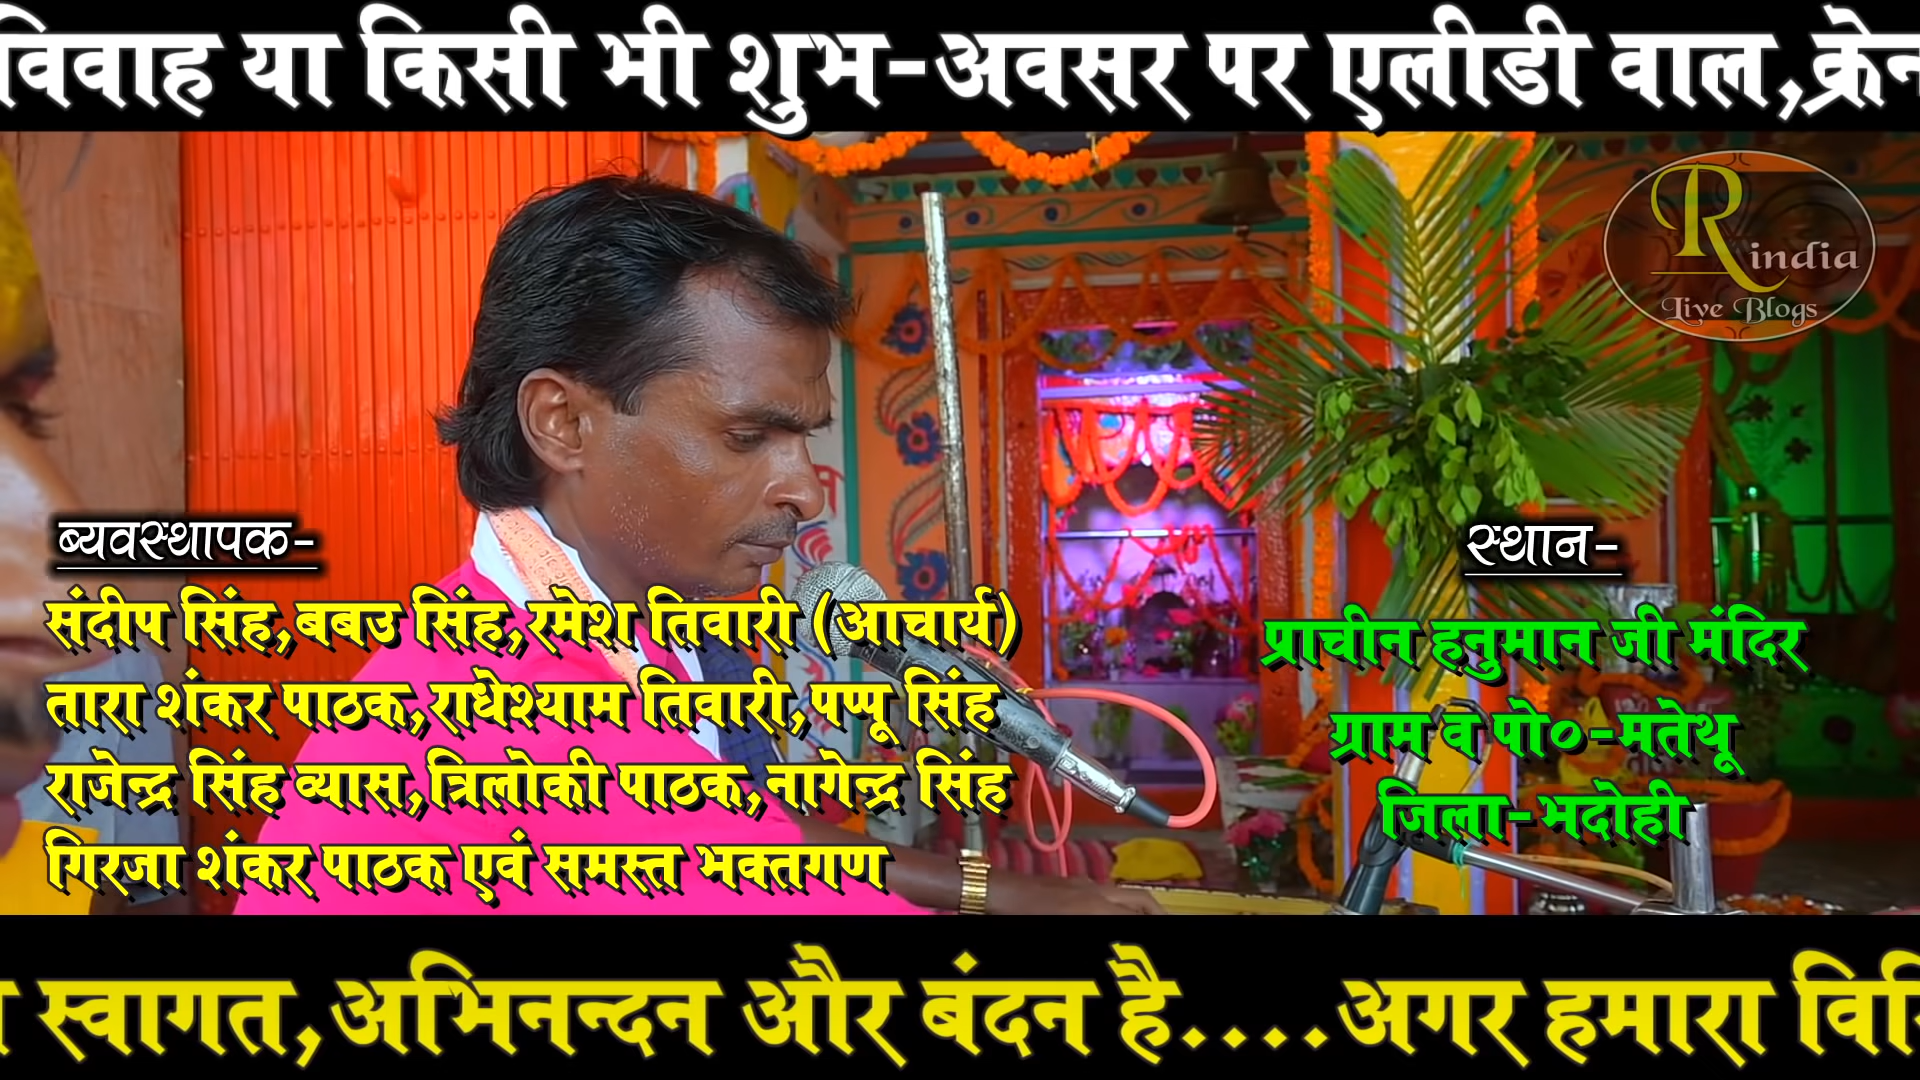 विवाह या किसी भी शुभ-अवसर पर एलीडी वाल,क्रेन
R india
Live Blogs
व्यवस्थापक-
संदीप सिंह,बबउ सिंह,रमेश तिवारी (आचार्य)
तारा शंकर पाठक,राधेश्याम तिवारी,पप्पू सिंह
राजेन्द्र सिंह व्यास,त्रिलोकी पाठक,नागेन्द्र सिंह
गिरजा शंकर पाठक एवं समस्त भक्तगण
स्थान-
प्राचीन हनुमान जी मंदिर
ग्राम व पो०-मतेथू
जिला-भदोही
स्वागत,अभिनन्दन और बंदन है....अगर हमारा